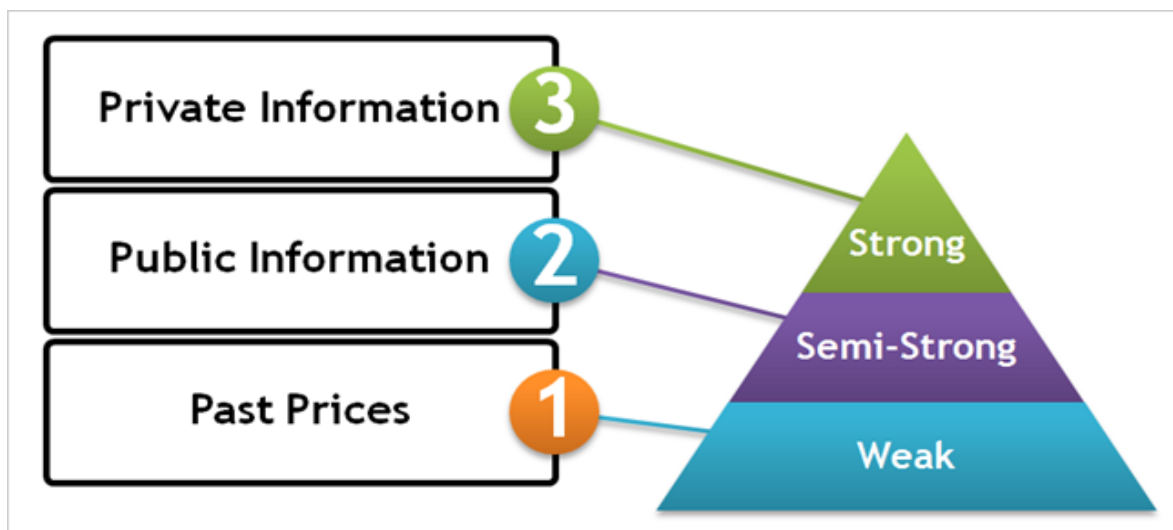 Private Information
3
Public Information
2
Past Prices
1
Strong
Semi-Strong
Weak